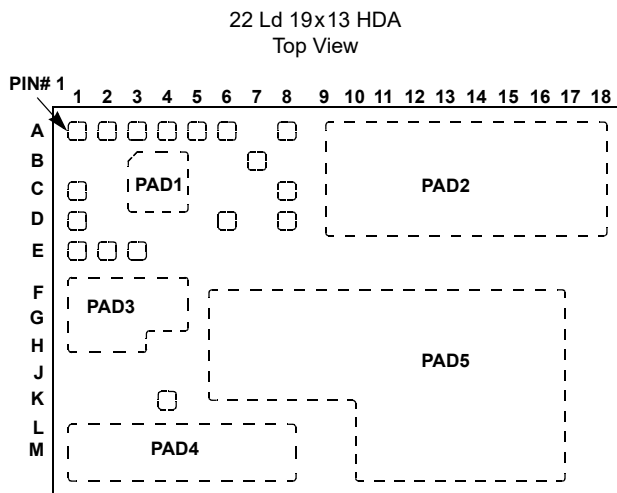 22 Ld 19x13 HDA
Top View
PIN# 1
1 2 3 4 5 6 7 8 9 10 11 12 13 14 15 16 17 18
A
B
PAD1
PAD2
C
D
E
F
PAD3
G
H
PAD5
J
K
L
M
PAD4